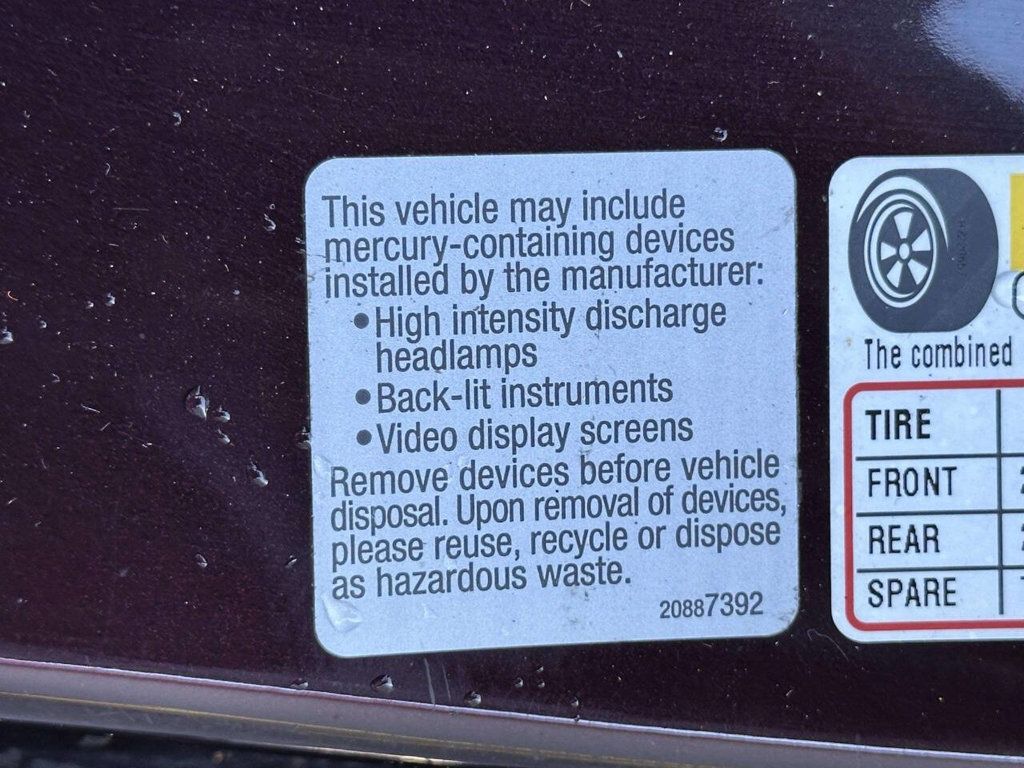 This vehicle may include
mercury-containing devices
installed by the manufacturer:
•High intensity discharge
headlamps
•Back-lit instruments
•Video display screens
Remove devices before vehicle
disposal. Upon removal of devices,
please reuse, recycle or dispose
as hazardous waste.
20887392
The combined
TIRE
FRONT
REAR
SPARE